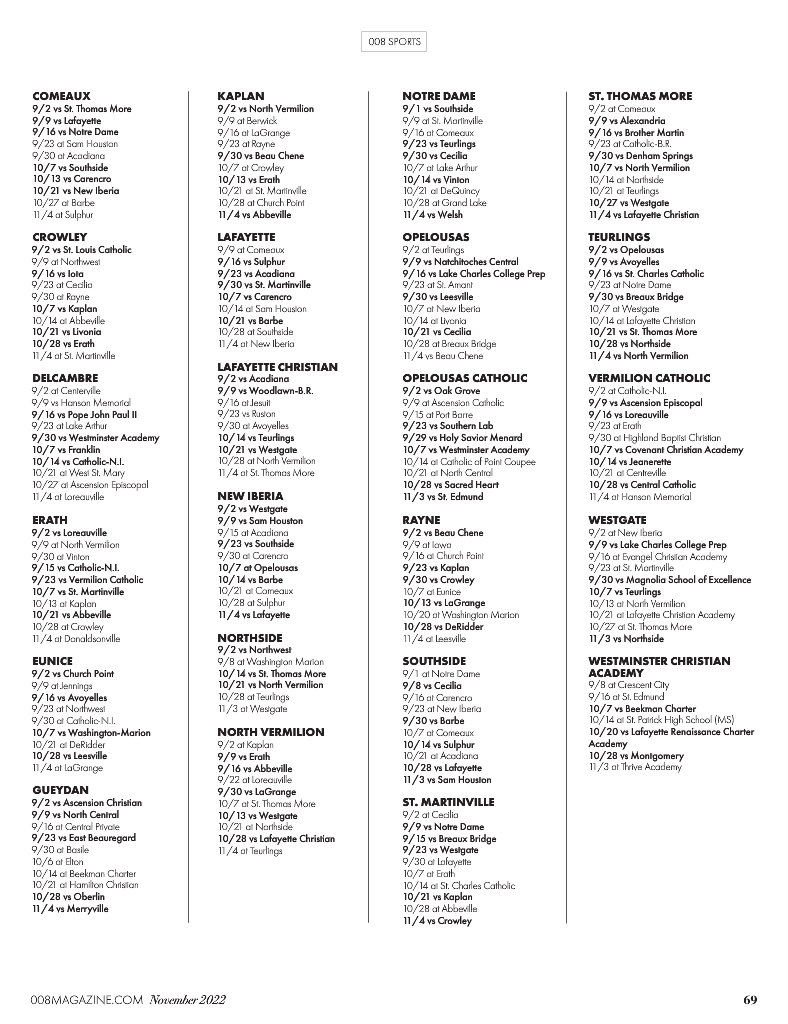 008 SPORTS
COMEAUX
9/2 vs St. Thomas More
9/9 vs Lafayette
9/16 vs Notre Dame
9/23 at Sam Houston
9/30 at Acadiana
10/7 vs Southside
10/13 vs Carencro
10/21 vs New Iberia
10/27 at Barbe
11/4 at Sulphur
CROWLEY
9/2 vs St. Louis Catholic
9/9 at Northwest
9/16 vs Iota
9/23 at Cecilia
9/30 at Rayne
10/7 vs Kaplan
10/14 at Abbeville
10/21 vs Livonia
10/28 vs Erath
11/4 at St. Martinville
DELCAMBRE
9/2 at Centerville
9/9 vs Hanson Memorial
9/16 vs Pope John Paul II
9/23 at Lake Arthur
9/30 vs Westminster Academy
10/7 vs Franklin
10/14 vs Catholic-N.I.
10/21 at West St. Mary
10/27 at Ascension Episcopal
11/4 at Loreauville
ERATH
9/2 vs Loreauville
9/9 at North Vermilion
9/30 at Vinton
9/15 vs Catholic-N.I.
9/23 vs Vermilion Catholic
10/7 vs St. Martinville
10/13 at Kaplan
10/21 vs Abbeville
10/28 at Crowley
11/4 at Donaldsonville
EUNICE
9/2 vs Church Point
9/9 at Jennings
9/16 vs Avoyelles
9/23 at Northwest
9/30 at Catholic-N.I.
10/7 vs Washington-Marion
10/21 at DeRidder
10/28 vs Leesville
11/4 at LaGrange
GUEYDAN
9/2 vs Ascension Christian
9/9 vs North Central
9/16 at Central Private
9/23 vs East Beauregard
9/30 at Basile
10/6 at Elton
10/14 at Beekman Charter
10/21 at Hamilton Christian
10/28 vs Oberlin
11/4 vs Merryville
KAPLAN
9/2 vs North Vermilion
9/9 at Berwick
9/16 at LaGrange
9/23 at Rayne
9/30 vs Beau Chene
10/7 at Crowley
10/13 vs Erath
10/21 at St. Martinville
10/28 at Church Point
11/4 vs Abbeville
LAFAYETTE
9/9 at Comeaux
9/16 vs Sulphur
9/23 vs Acadiana
9/30 vs St. Martinville
10/7 vs Carencro
10/14 at Sam Houston
10/21 vs Barbe
10/28 at Southside
11/4 at New Iberia
LAFAYETTE CHRISTIAN
9/2 vs Acadiana
9/9 vs Woodlawn-B.R.
9/16 at Jesuit
9/23 vs Ruston
9/30 at Avoyelles
10/14 vs Teurlings
10/21 vs Westgate
10/28 at North Vermilion
11/4 at St. Thomas More
NEW IBERIA
9/2 vs Westgate
9/9 vs Sam Houston
9/15 at Acadiana
9/23 vs Southside
9/30 at Carencro
10/7 at Opelousas
10/14 vs Barbe
10/21 at Comeaux
10/28 at Sulphur
11/4 vs Lafayette
NORTHSIDE
9/2 vs Northwest
9/8 at Washington Marion
10/14 vs St. Thomas More
10/21 vs North Vermilion
10/28 at Teurlings
11/3 at Westgate
NORTH VERMILION
9/2 at Kaplan
9/9 vs Erath
9/16 vs Abbeville
9/22 at Loreauville
9/30 vs LaGrange
10/7 at St. Thomas More
10/13 vs Westgate
10/21 at Northside
10/28 vs Lafayette Christian
11/4 at Teurlings
NOTRE DAME
9/1 vs Southside
9/9 at St. Martinville
9/16 at Comeaux
9/23 vs Teurlings
9/30 vs Cecilia
10/7 at Lake Arthur
10/14 vs Vinton
10/21 at DeQuincy
10/28 at Grand Lake
11/4 vs Welsh
OPELOUSAS
9/2 at Teurlings
9/9 vs Natchitoches Central
9/16 vs Lake Charles College Prep
9/23 at St. Amant
9/30 vs Leesville
10/7 at New Iberia
10/14 at Livonia
10/21 vs Cecilia
10/28 at Breaux Bridge
11/4 vs Beau Chene
OPELOUSAS CATHOLIC
9/2 vs Oak Grove
9/9 at Ascension Catholic
9/15 at Port Barre
9/23 vs Southern Lab
9/29 vs Holy Savior Menard
10/7 vs Westminster Academy
10/14 at Catholic of Point Coupee
10/21 at North Central
10/28 vs Sacred Heart
11/3 vs St. Edmund
RAYNE
9/2 vs Beau Chene
9/9 at Iowa
9/16 at Church Point
9/23 vs Kaplan
9/30 vs Crowley
10/7 at Eunice
10/13 vs LaGrange
10/20 at Washington Marion
10/28 vs DeRidder
11/4 at Leesville
SOUTHSIDE
9/1 at Notre Dame
9/8 vs Cecilia
9/16 at Carencro
9/23 at New Iberia
9/30 vs Barbe
10/7 at Comeaux
10/14 vs Sulphur
10/21 at Acadiana
10/28 vs Lafayette
11/3 vs Sam Houston
ST. MARTINVILLE
9/2 at Cecilia
9/9 vs Notre Dame
9/15 vs Breaux Bridge
9/23 vs Westgate
9/30 at Lafayette
10/7 at Erath
10/14 at St. Charles Catholic
10/21 vs Kaplan
10/28 at Abbeville
11/4 vs Crowley
ST. THOMAS MORE
9/2 at Comeaux
9/9 vs Alexandria
9/16 vs Brother Martin
9/23 at Catholic-B.R.
9/30 vs Denham Springs
10/7 vs North Vermilion
10/14 at Northside
10/21 at Teurlings
10/27 vs Westgate
11/4 vs Lafayette Christian
TEURLINGS
9/2 vs Opelousas
9/9 vs Avoyelles
9/16 vs St. Charles Catholic
9/23 at Notre Dame
9/30 vs Breaux Bridge
10/7 at Westgate
10/14 at Lafayette Christian
10/21 vs St. Thomas More
10/28 vs Northside
11/4 vs North Vermilion
VERMILION CATHOLIC
9/2 at Catholic-N.I.
9/9 vs Ascension Episcopal
9/16 vs Loreauville
9/23 at Erath
9/30 at Highland Baptist Christian
10/7 vs Covenant Christian Academy
10/14 vs Jeanerette
10/21 at Centreville
10/28 vs Central Catholic
11/4 at Hanson Memorial
WESTGATE
9/2 at New Iberia
9/9 vs Lake Charles College Prep
9/16 at Evangel Christian Academy
9/23 at St. Martinville
9/30 vs Magnolia School of Excellence
10/7 vs Teurlings
10/13 at North Vermilion
10/21 at Lafayette Christian Academy
10/27 at St. Thomas More
11/3 vs Northside
WESTMINSTER CHRISTIAN
ACADEMY
9/8 at Crescent City
9/16 at St. Edmund
10/7 vs Beekman Charter
10/14 at St. Patrick High School (MS)
10/20 vs Lafayette Renaissance Charter
Academy
10/28 vs Montgomery
11/3 at Thrive Academy
008MAGAZINE.COM November 2022
69